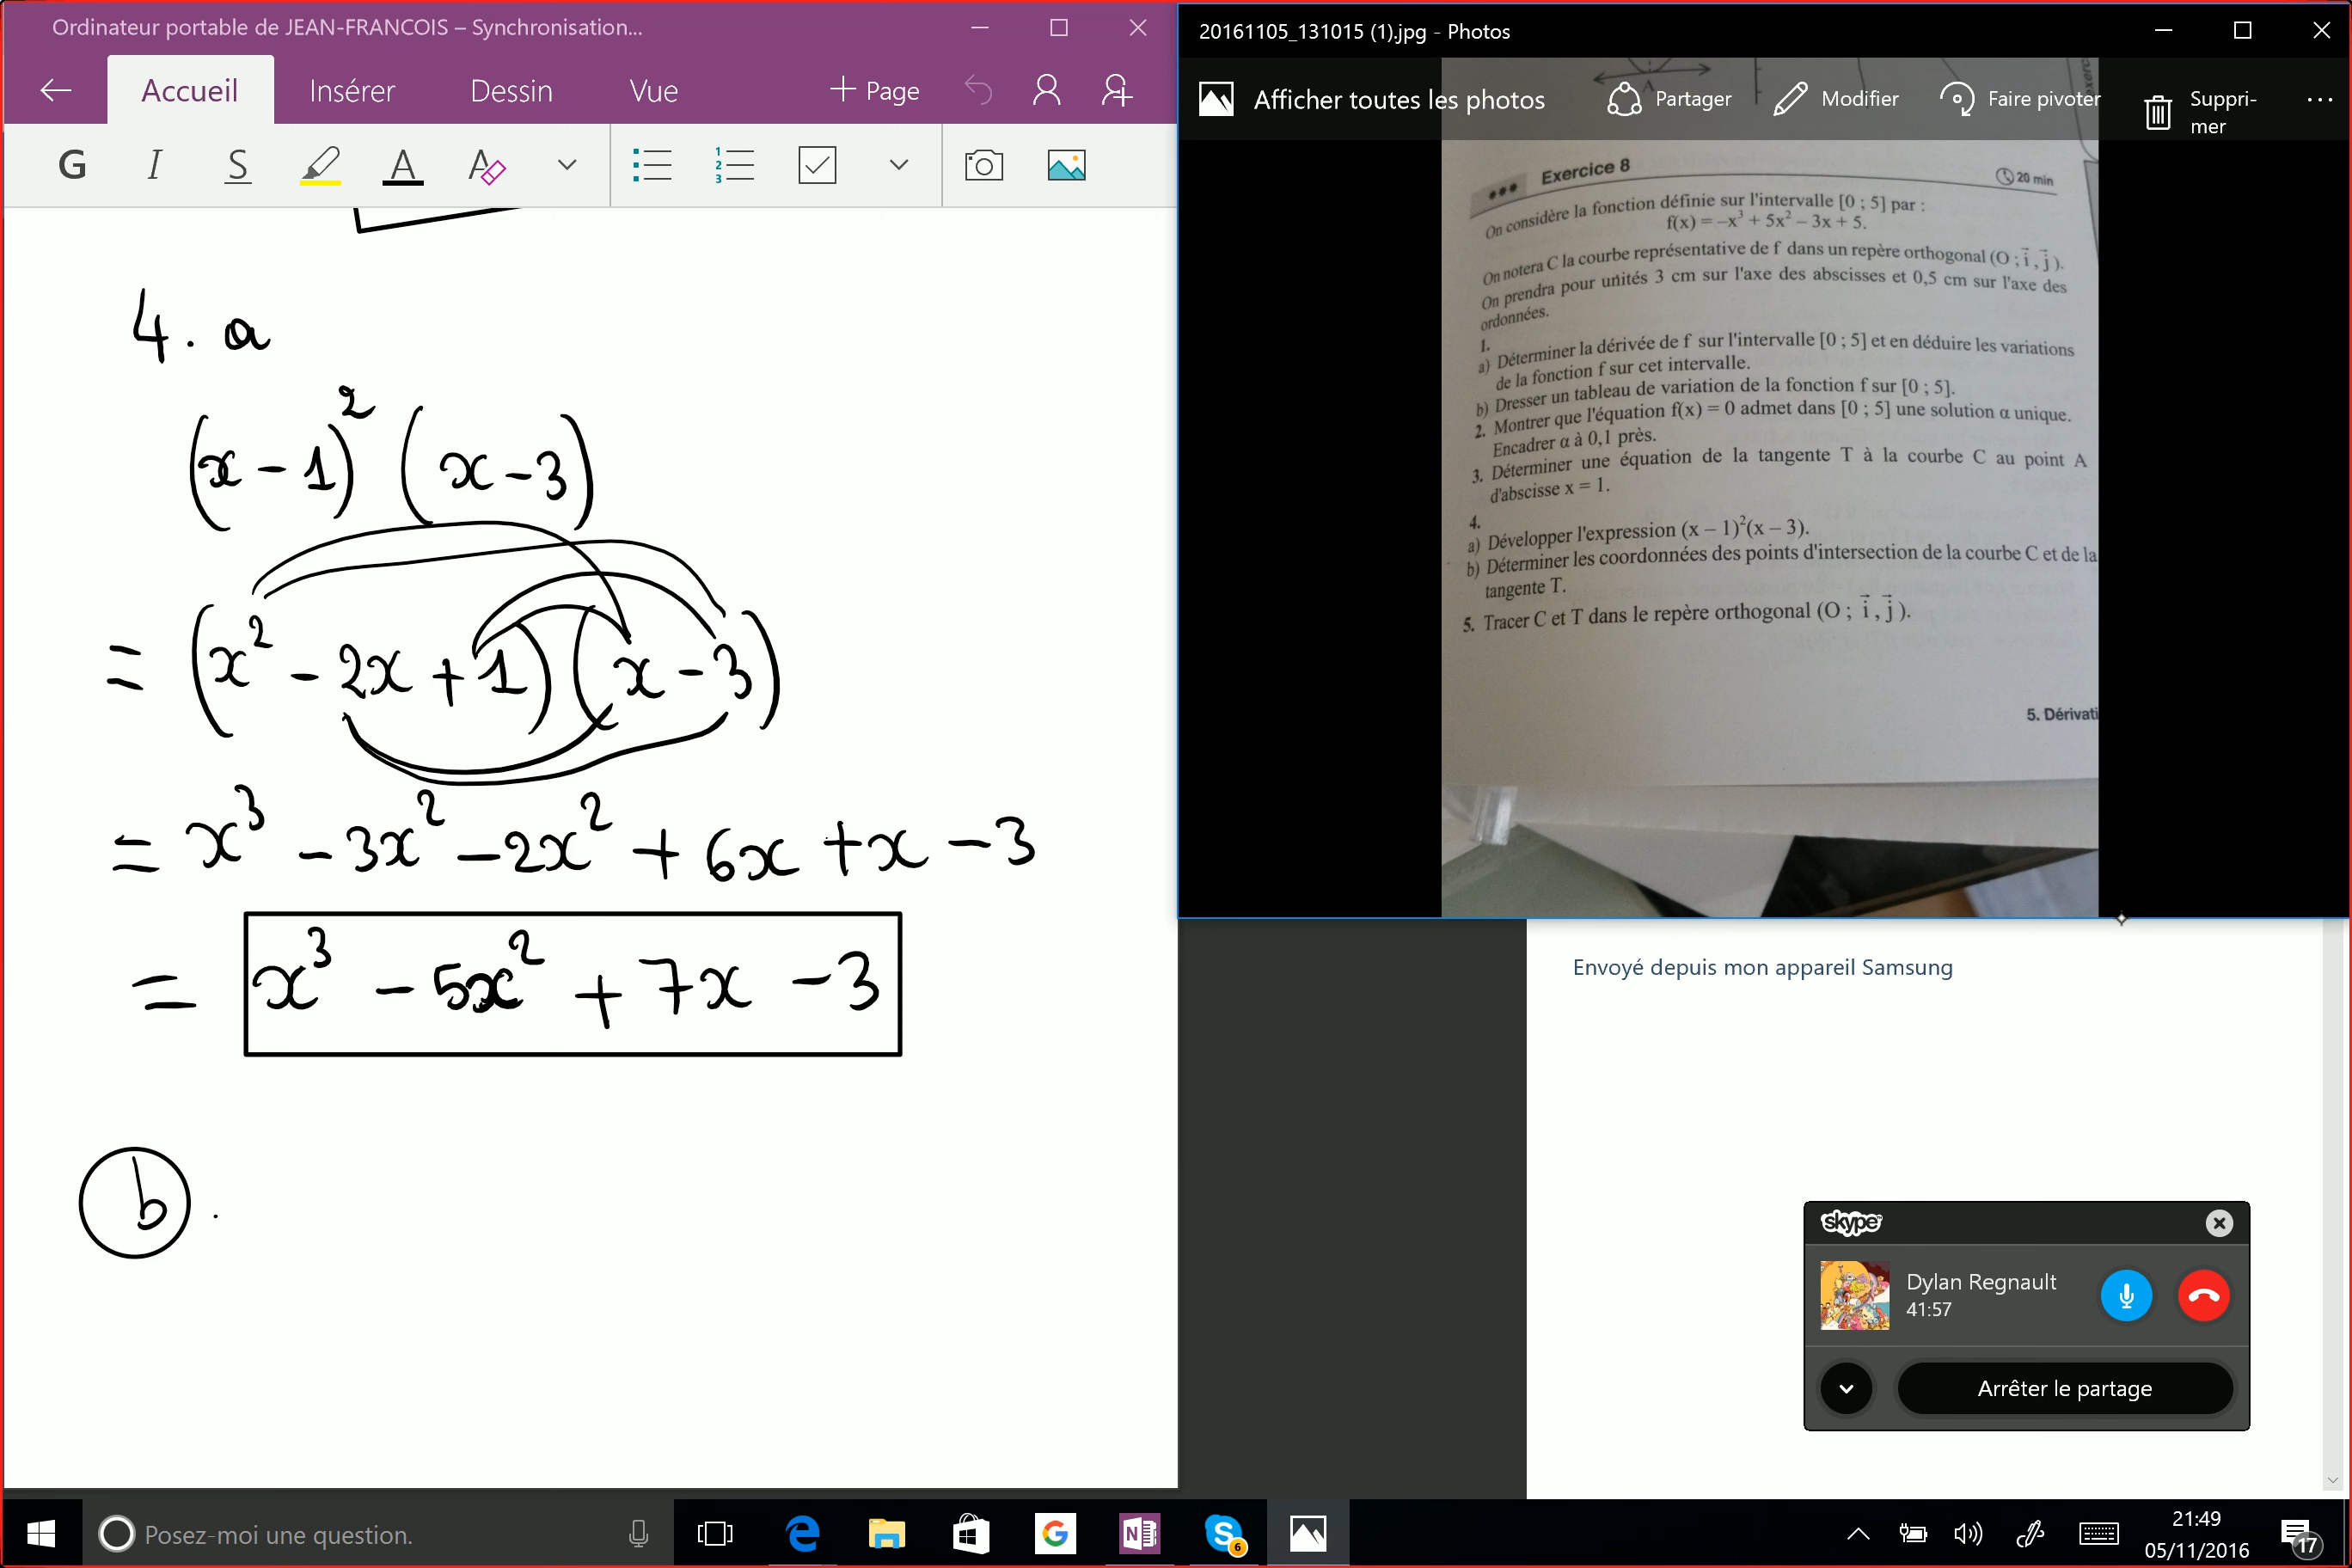 Ordinateur portable de JEAN-FRANCOIS – Synchronisation...
Accueil Insérer Dessin Vue Page
G I S A A
4. a
(x - 1)² (x - 3)
= (x² - 2x + 1)(x - 3)
= x³ - 3x² - 2x² + 6x + x - 3
= x³ - 5x² + 7x - 3
b .
20161105_131015 (1).jpg - Photos
Afficher toutes les photos Partager Modifier Faire pivoter Suppri-
mer
Exercice 8 20 min
On considère la fonction définie sur l'intervalle [0 ; 5] par :
f(x) = –x³ + 5x² – 3x + 5.
On notera C la courbe représentative de f dans un repère orthogonal (O ; i⃗ , j⃗ ).
On prendra pour unités 3 cm sur l'axe des abscisses et 0,5 cm sur l'axe des
ordonnées.
1.
a) Déterminer la dérivée de f sur l'intervalle [0 ; 5] et en déduire les variations
de la fonction f sur cet intervalle.
b) Dresser un tableau de variation de la fonction f sur [0 ; 5].
2. Montrer que l'équation f(x) = 0 admet dans [0 ; 5] une solution α unique.
Encadrer α à 0,1 près.
3. Déterminer une équation de la tangente T à la courbe C au point A
d'abscisse x = 1.
4.
a) Développer l'expression (x – 1)²(x – 3).
b) Déterminer les coordonnées des points d'intersection de la courbe C et de la
tangente T.
5. Tracer C et T dans le repère orthogonal (O ; i⃗ , j⃗ ).
5. Dérivati
Envoyé depuis mon appareil Samsung
skype
Dylan Regnault
41:57
Arrêter le partage
Posez-moi une question.
6
21:49
05/11/2016
17